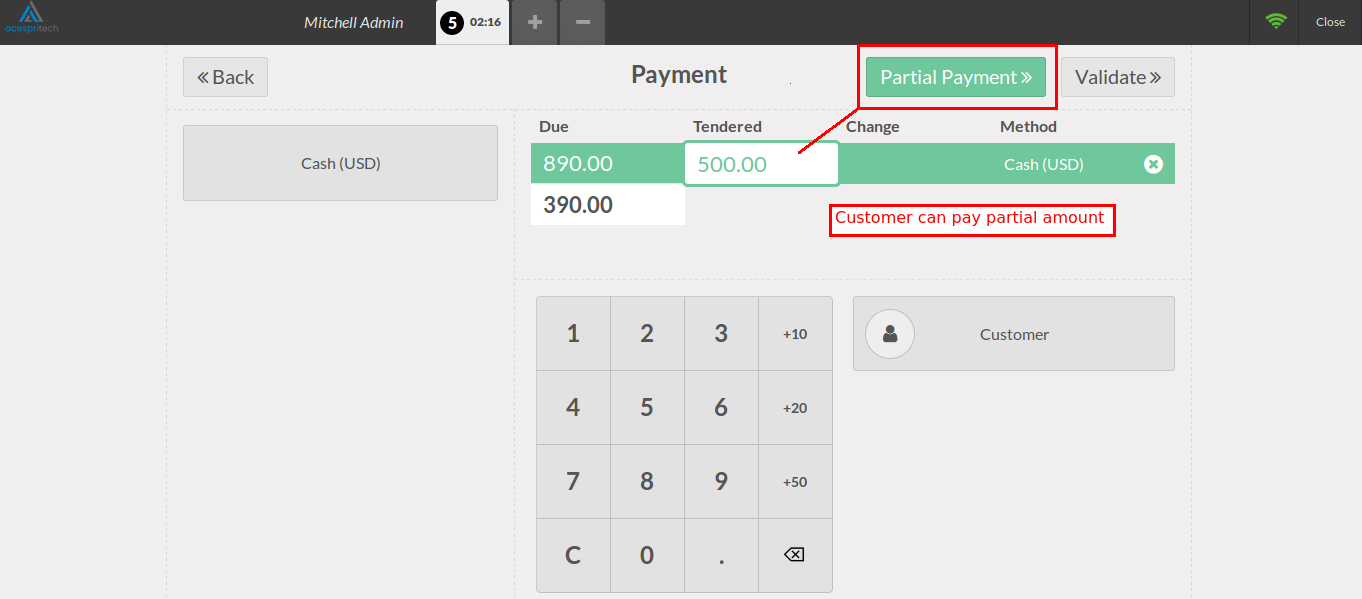 acespritech
Mitchell Admin
5 02:16
+
−
Close
« Back
Payment
Partial Payment »
Validate »
Cash (USD)
Due Tendered Change Method
890.00 500.00 Cash (USD)
390.00
Customer can pay partial amount
1 2 3 +10
Customer
4 5 6 +20
7 8 9 +50
C 0 .